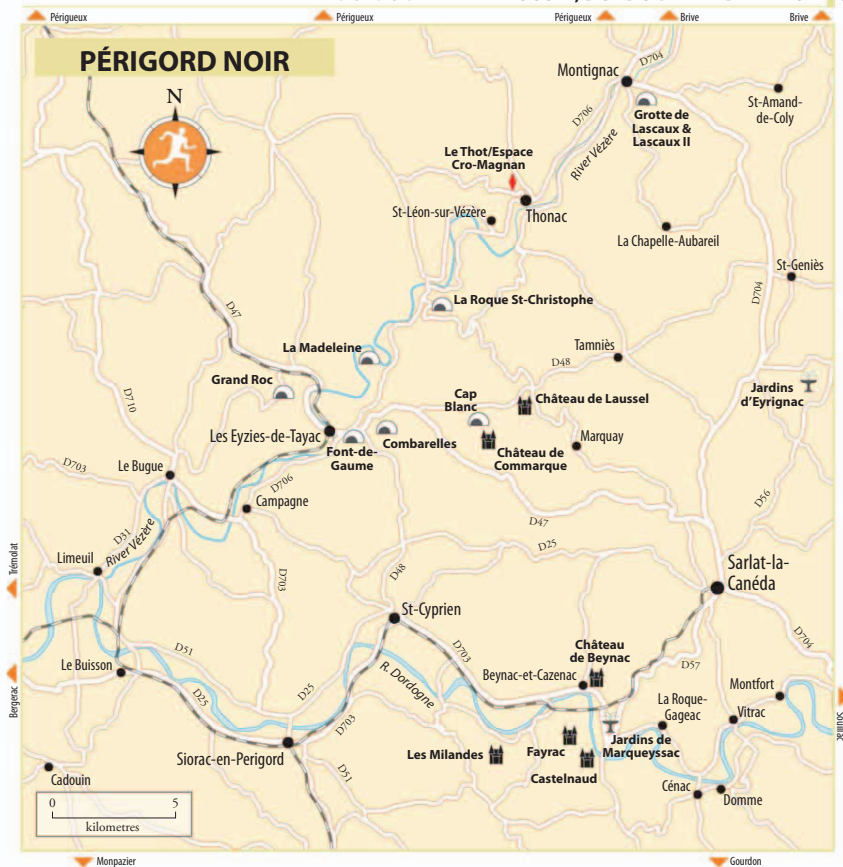 Périgueux
Périgueux
Périgueux
Brive
Brive
PÉRIGORD NOIR
N
Montignac
D704
St-Amand-
de-Coly
Grotte de
Lascaux &
Lascaux II
D706
River Vézère
Le Thot/Espace
Cro-Magnan
St-Léon-sur-Vézère
Thonac
La Chapelle-Aubareil
St-Geniès
D704
La Roque St-Christophe
D47
La Madeleine
Tamniès
D48
Grand Roc
Jardins
d'Eyrignac
Cap
Blanc
Château de Laussel
D710
Les Eyzies-de-Tayac
Font-de-
Gaume
Combarelles
Château de
Commarque
Marquay
D703
Le Bugue
D706
Campagne
D56
D47
D31
River Vézère
D25
Trémolat
Limeuil
D703
D48
Sarlat-la-
Canéda
St-Cyprien
D704
Château
de Beynac
D703
D57
Bergerac
Le Buisson
D51
D25
D25
R. Dordogne
Beynac-et-Cazenac
Montfort
La Roque-
Gageac
Vitrac
Souillac
D703
Siorac-en-Perigord
Les Milandes
Fayrac
Jardins de
Marqueyssac
Castelnaud
D51
Cadouin
Cénac
Domme
0 5
kilometres
Monpazier
Gourdon